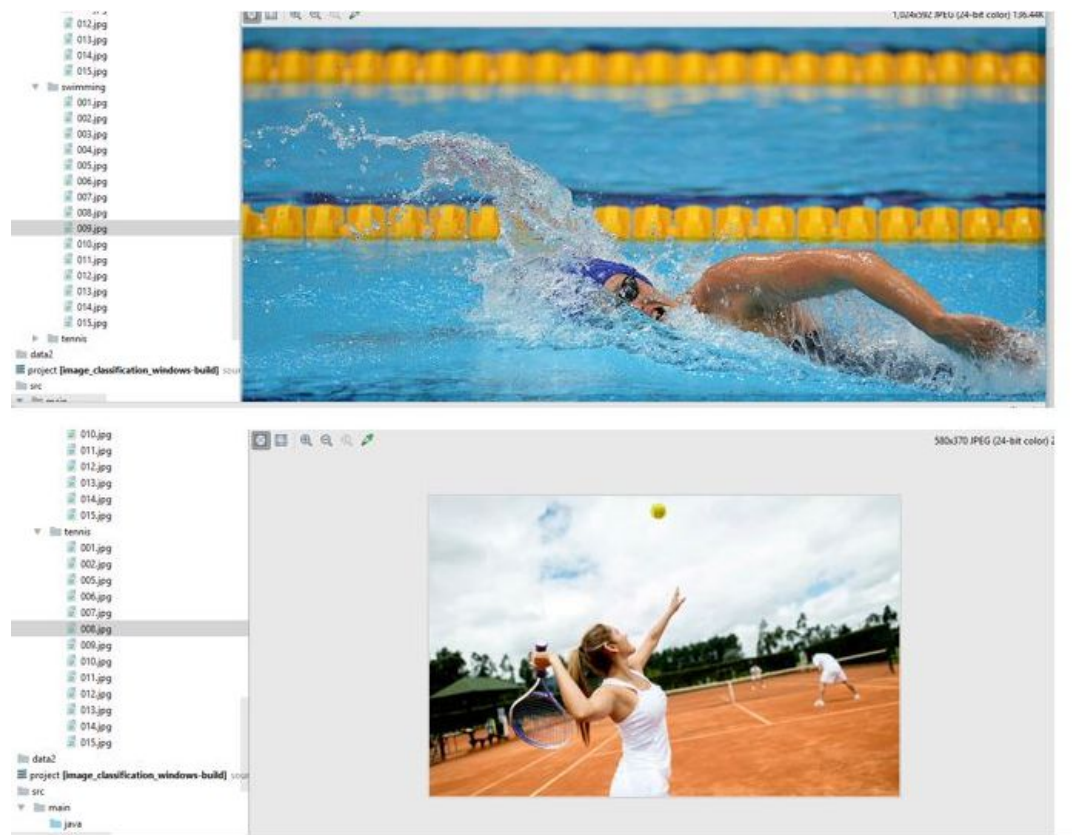 012.jpg
1,024x592 JPEG (24-bit color) 136.44K
013.jpg
014.jpg
015.jpg
swimming
001.jpg
002.jpg
003.jpg
004.jpg
005.jpg
006.jpg
007.jpg
008.jpg
009.jpg
010.jpg
011.jpg
012.jpg
013.jpg
014.jpg
015.jpg
tennis
data2
project [image_classification_windows-build]
src
main
010.jpg
580x370 JPEG (24-bit color) 2
011.jpg
012.jpg
013.jpg
014.jpg
015.jpg
tennis
001.jpg
002.jpg
005.jpg
006.jpg
007.jpg
008.jpg
009.jpg
010.jpg
011.jpg
012.jpg
013.jpg
014.jpg
015.jpg
data2
project [image_classification_windows-build]
src
main
java